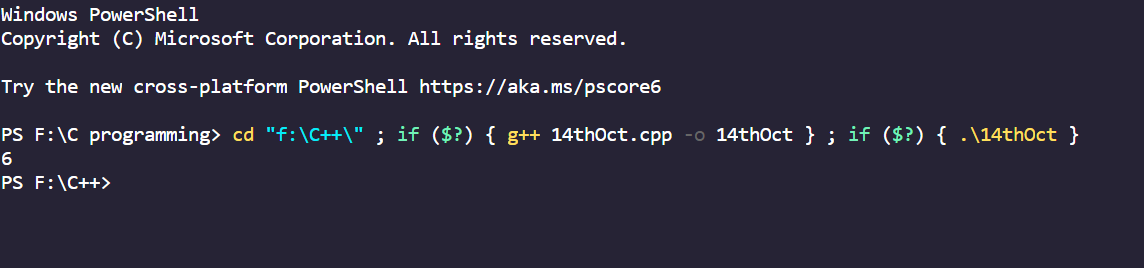 Windows PowerShell
Copyright (C) Microsoft Corporation. All rights reserved.
Try the new cross-platform PowerShell https://aka.ms/pscore6
PS F:\C programming> cd "f:\C++\" ; if ($?) { g++ 14thOct.cpp -o 14thOct } ; if ($?) { .\14thOct }
6
PS F:\C++>